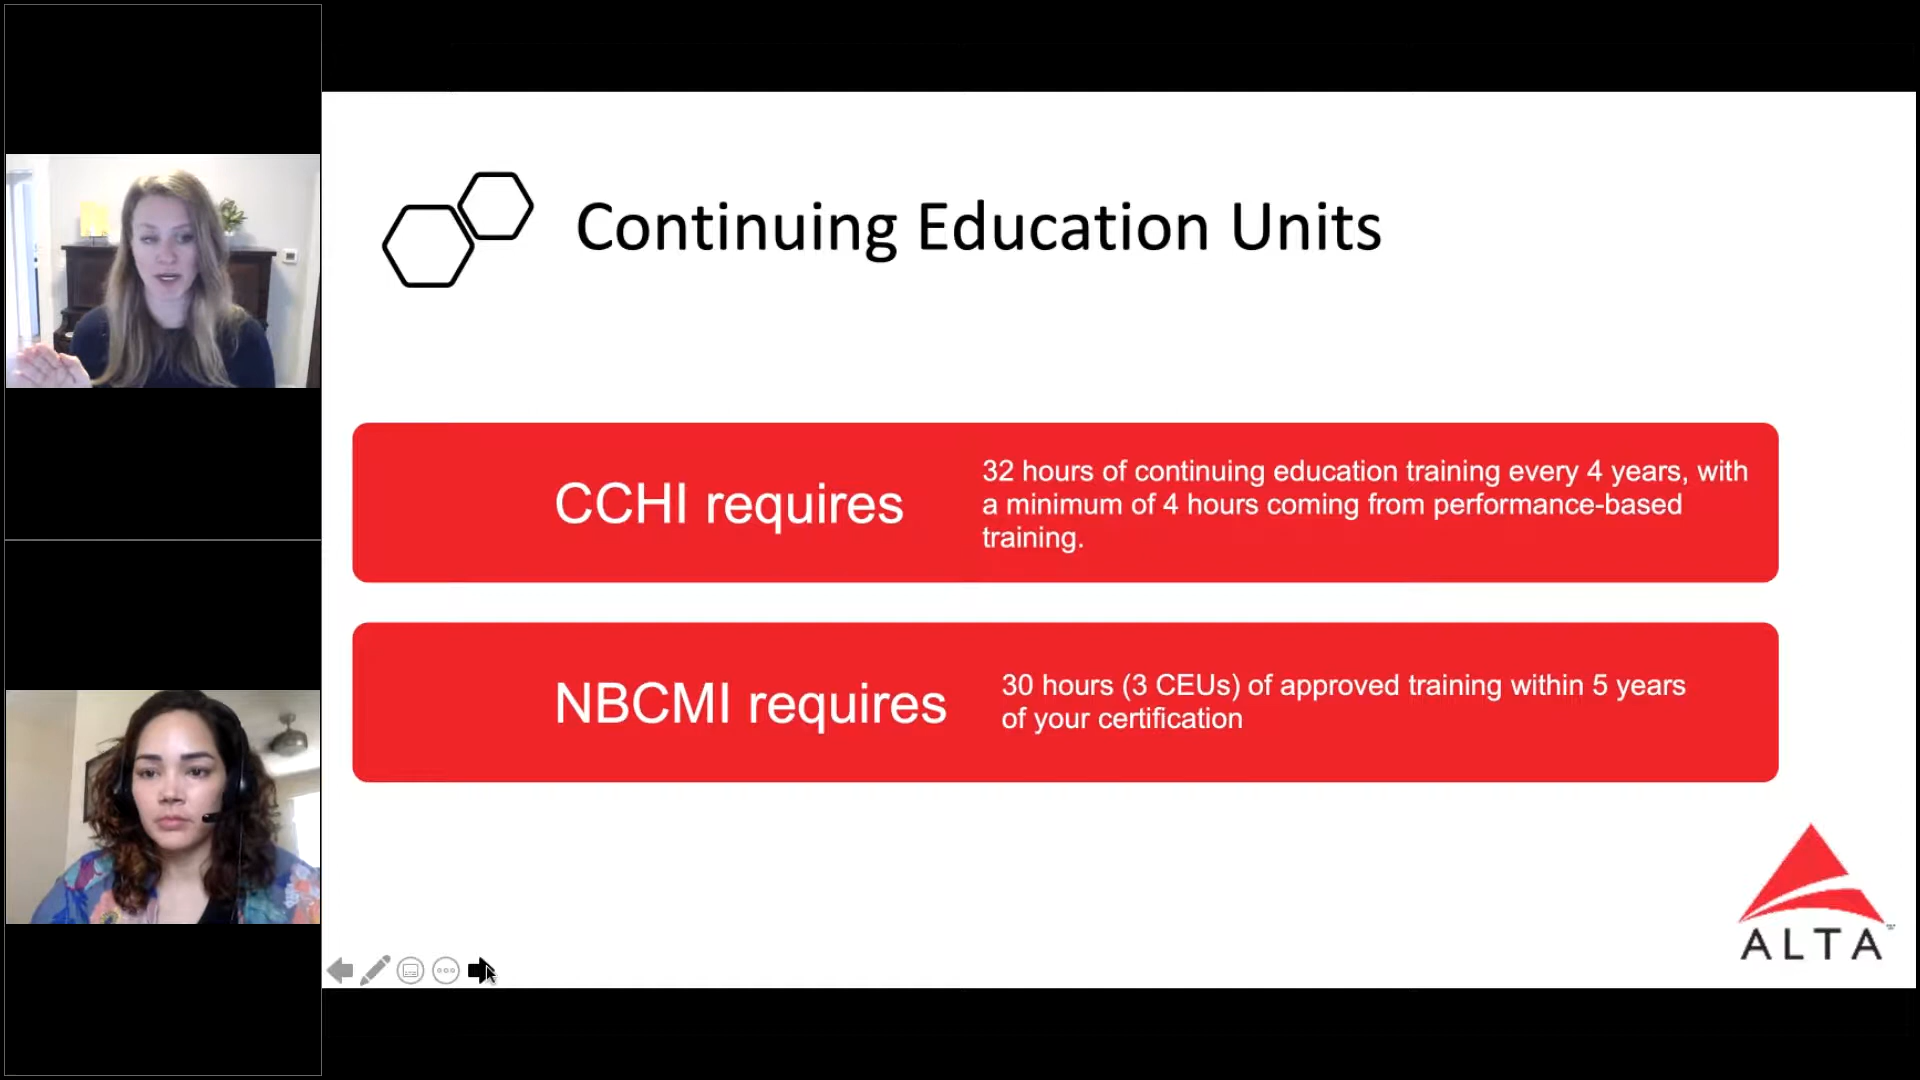 Continuing Education Units
CCHI requires
32 hours of continuing education training every 4 years, with
a minimum of 4 hours coming from performance-based
training.
NBCMI requires
30 hours (3 CEUs) of approved training within 5 years
of your certification
ALTA